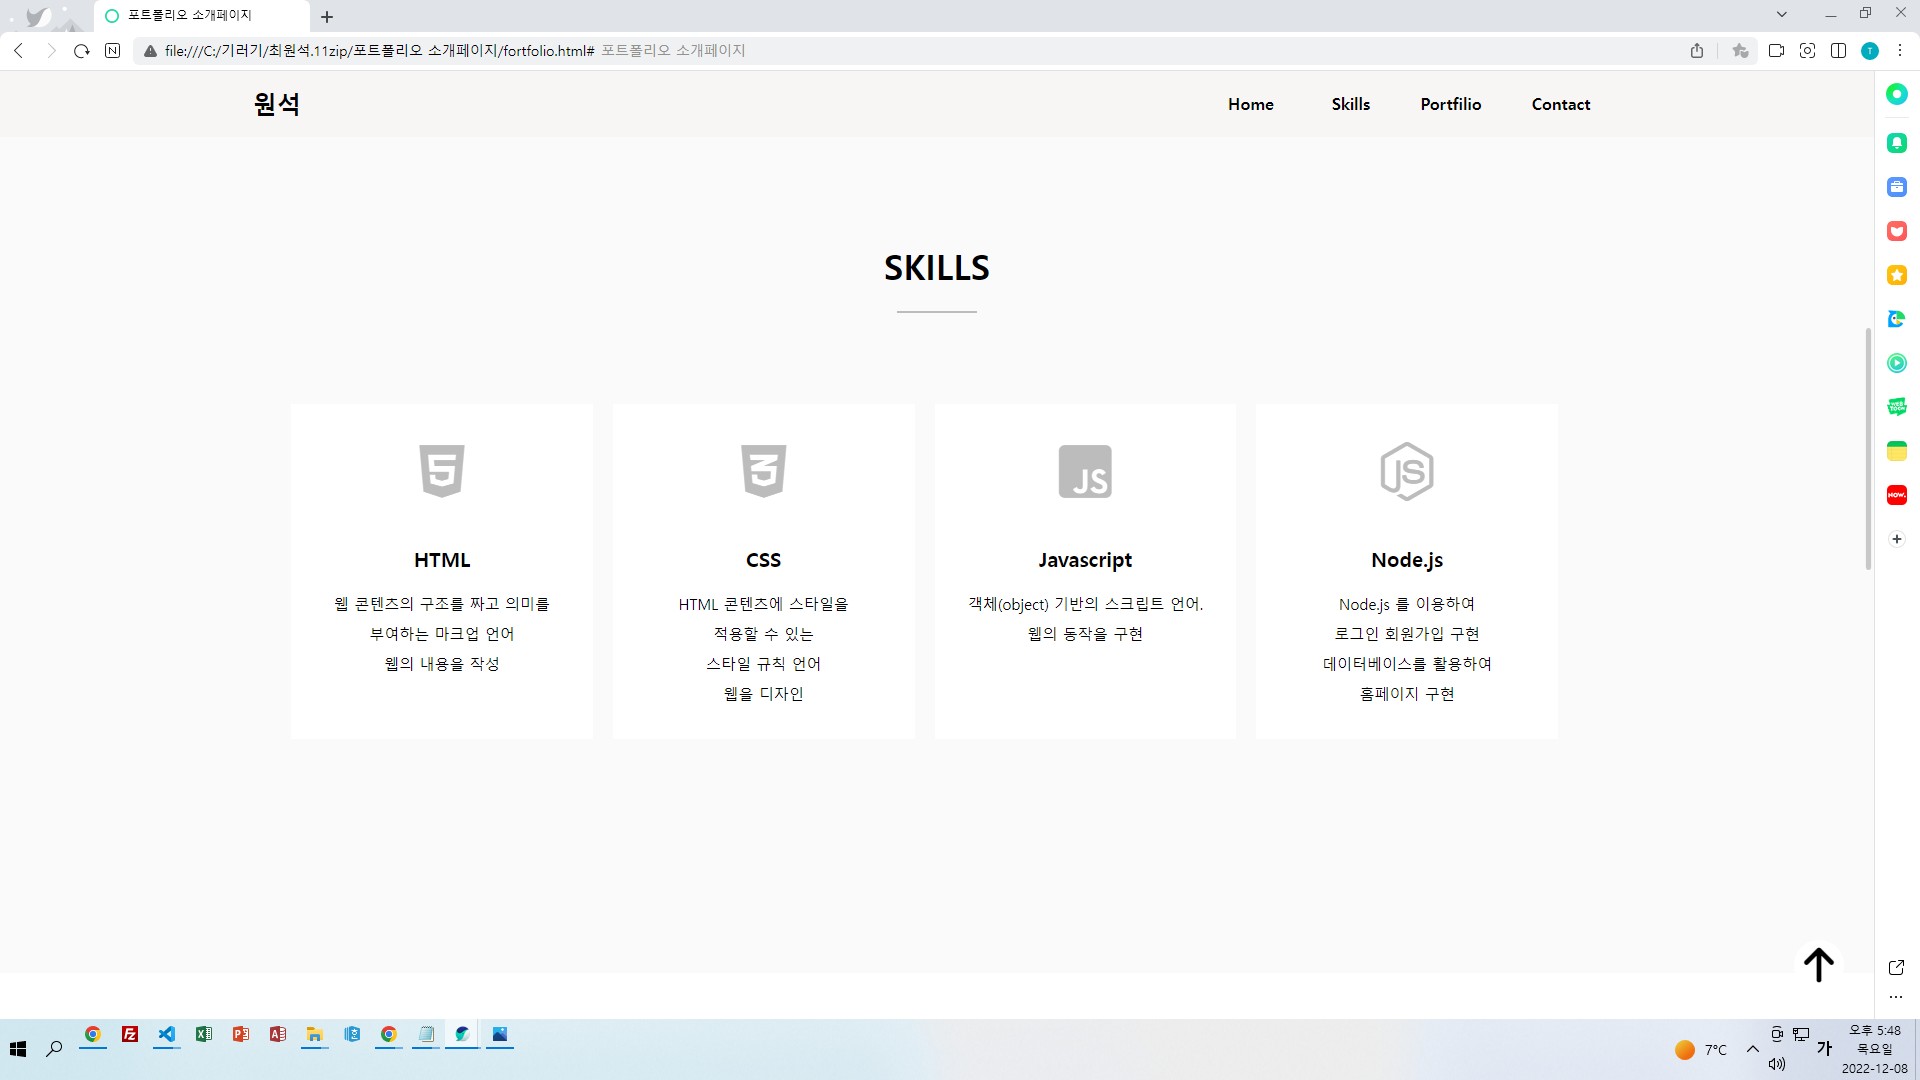 포트폴리오 소개페이지
file:///C:/기러기/최원석.11zip/포트폴리오 소개페이지/fortfolio.html# 포트폴리오 소개페이지
N
T
원석
Home Skills Portfilio Contact
SKILLS
5
3
JS
JS
HTML
웹 콘텐즈의 구조를 짜고 의미를
부여하는 마크업 언어
웹의 내용을 작성
CSS
HTML 콘텐즈에 스타일을
적용할 수 있는
스타일 규칙 언어
웹을 디자인
Javascript
객체(object) 기반의 스크립트 언어.
웹의 동작을 구현
Node.js
Node.js 를 이용하여
로그인 회원가입 구현
데이터베이스를 활용하여
홈페이지 구현
NOW.
7°C
가
오후 5:48
목요일
2022-12-08